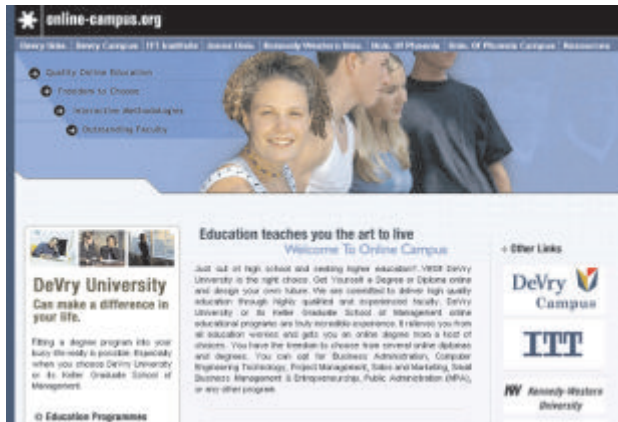 online-campus.org
Devry Univ. Devry Campus ITT Institute Jones Univ. Kennedy-Western Univ. Univ. Of Phoenix Univ. Of Phoenix Campus Resources
Quality Online Education
Freedom to Choose
Interactive Methodologies
Outstanding Faculty
DeVry University
Can make a difference in
your life.
Fitting a degree program into your
busy life really is possible. Especially
when you choose DeVry University
or its Keller Graduate School of
Management.
Education Programmes
Education teaches you the art to live
Welcome To Online Campus
Just out of high school and seeking higher education?. YES!! DeVry
University is the right choice. Get Yourself a Degree or Diploma online
and design your own future. We are committed to deliver high quality
education through highly qualified and experienced faculty. DeVry
University or its Keller Graduate School of Management online
educational programs are truly incredible experience. It relieves you from
all education worries and gets you an online degree from a host of
choices. You have the freedom to choose from several online diplomas
and degrees. You can opt for Business Administration, Computer
Engineering Technology, Project Management, Sales and Marketing, Small
Business Management & Entrepreneurship, Public Administration (MPA),
or any other program.
Other Links
DeVry
Campus
ITT
KW Kennedy-Western
University